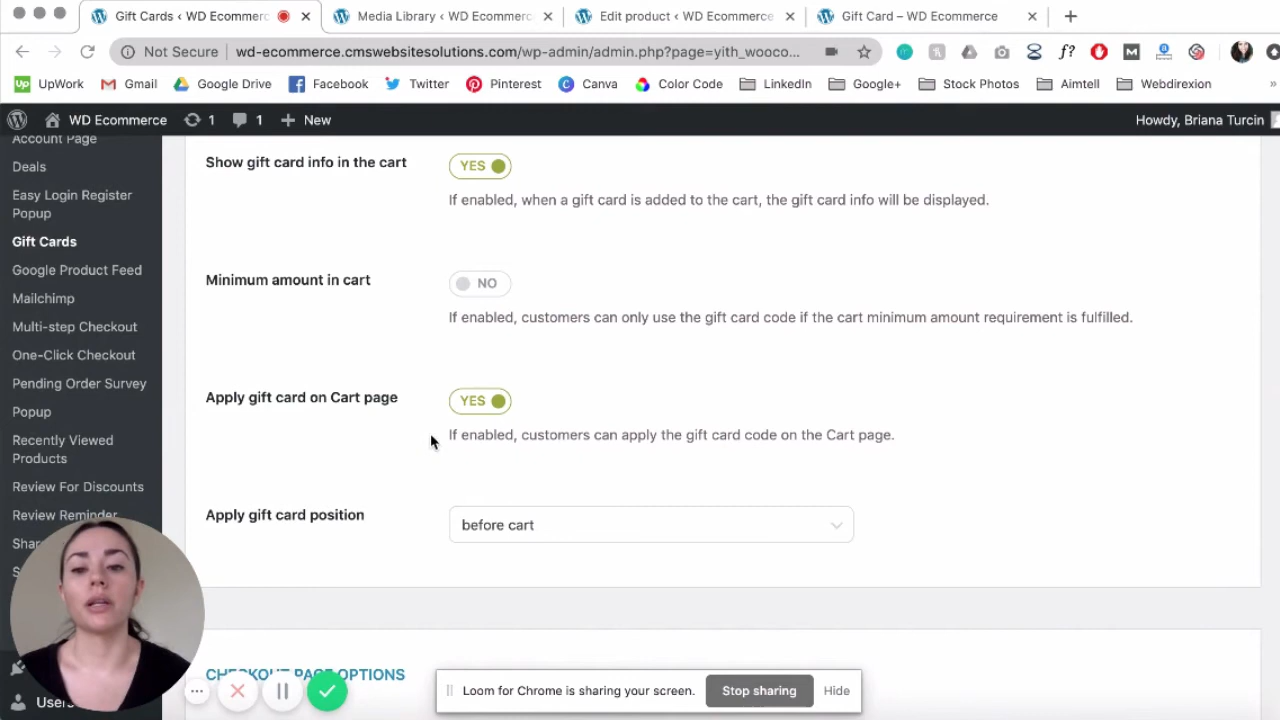 Gift Cards ‹ WD Ecommerc
Media Library ‹ WD Ecommerc
Edit product ‹ WD Ecommerce
Gift Card – WD Ecommerce
Not Secure
wd-ecommerce.cmswebsitesolutions.com/wp-admin/admin.php?page=yith_wooco...
f?
M
Up UpWork
Gmail
Google Drive
Facebook
Twitter
Pinterest
C Canva
Color Code
LinkedIn
Google+
Stock Photos
Aimtell
Webdirexion
»
WD Ecommerce
1
1
New
Howdy, Briana Turcin
Account Page
Deals
Easy Login Register
Popup
Gift Cards
Google Product Feed
Mailchimp
Multi-step Checkout
One-Click Checkout
Pending Order Survey
Popup
Recently Viewed
Products
Review For Discounts
Review Reminder
Shar
S
Users
Show gift card info in the cart
YES
If enabled, when a gift card is added to the cart, the gift card info will be displayed.
Minimum amount in cart
NO
If enabled, customers can only use the gift card code if the cart minimum amount requirement is fulfilled.
Apply gift card on Cart page
YES
If enabled, customers can apply the gift card code on the Cart page.
Apply gift card position
before cart
CHECKOUT PAGE OPTIONS
Loom for Chrome is sharing your screen.
Stop sharing
Hide